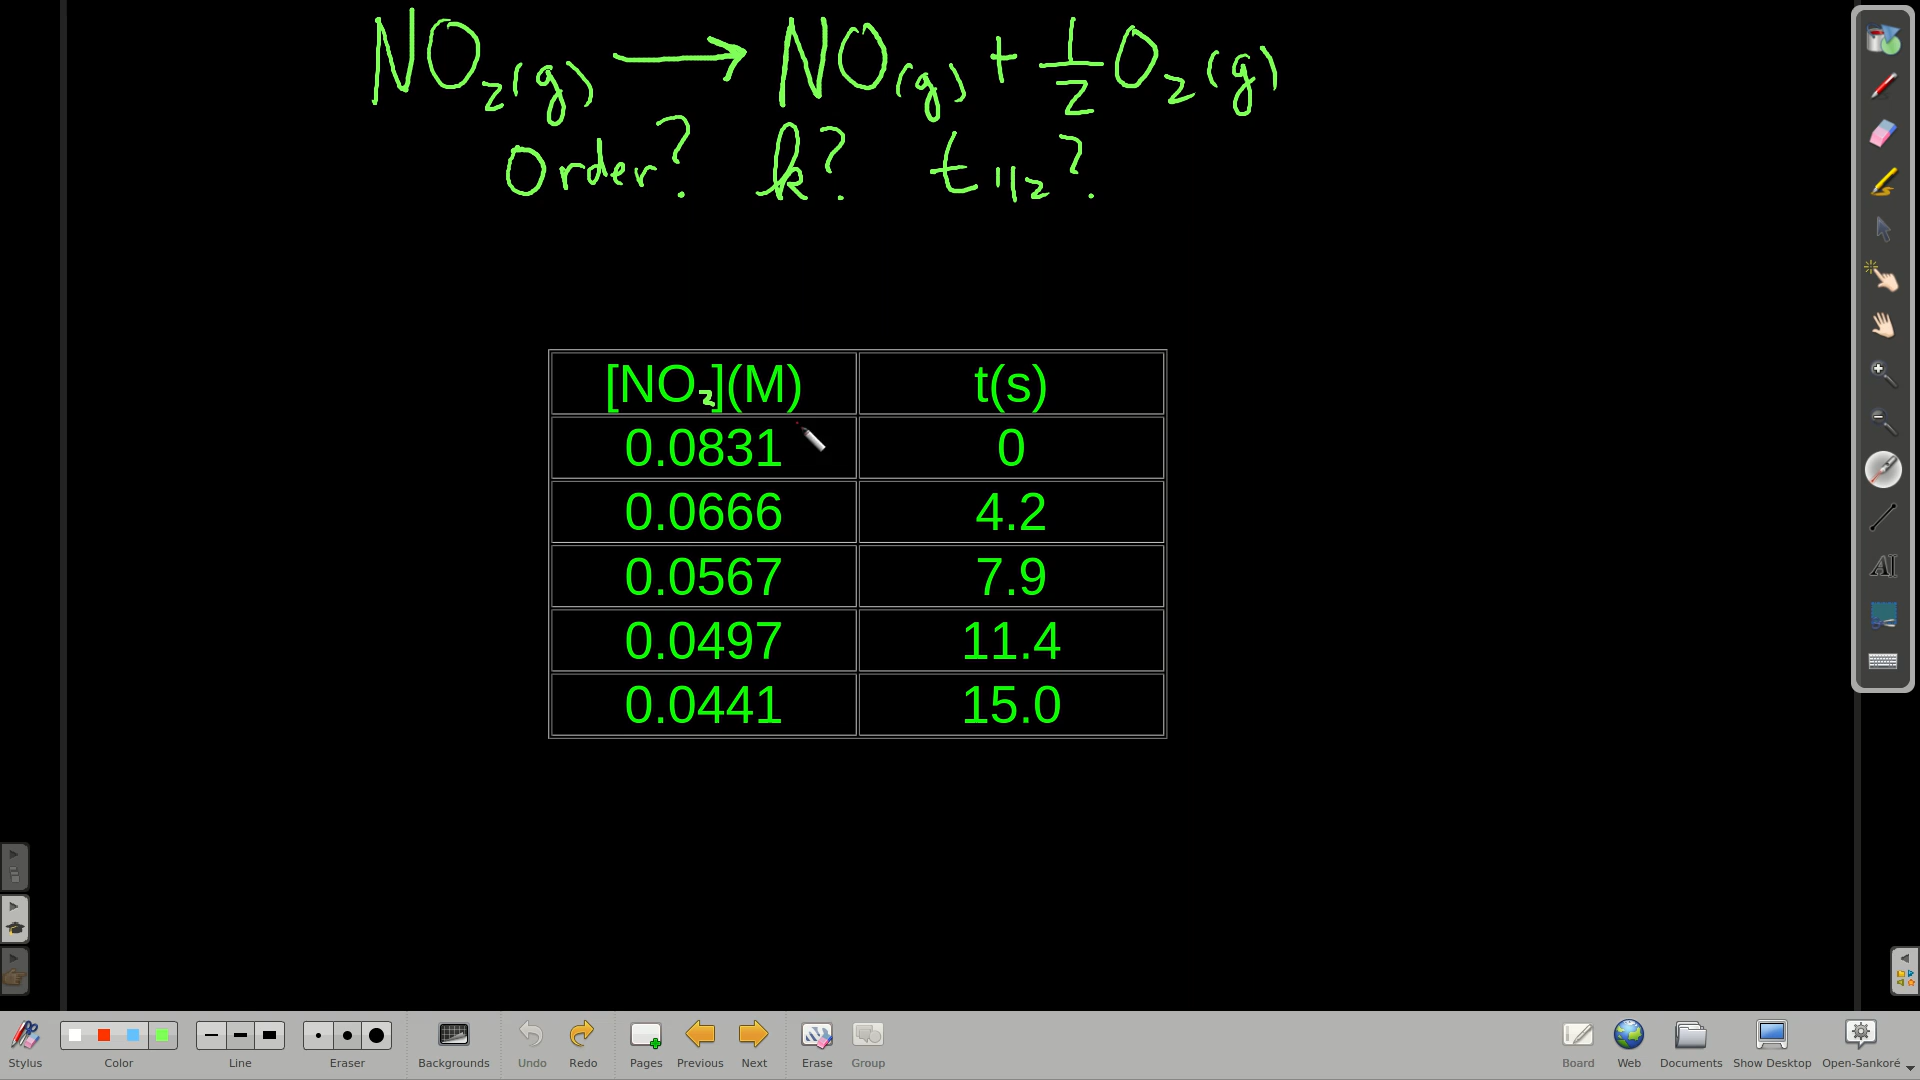 NO₂(g) → NO(g) + 1/2 O₂(g)
Order? k? t1/2?
[NO₂](M) t(s)
0.0831 0
0.0666 4.2
0.0567 7.9
0.0497 11.4
0.0441 15.0
AI
Stylus Color Line Eraser Backgrounds Undo Redo Pages Previous Next Erase Group Board Web Documents Show Desktop Open-Sankoré